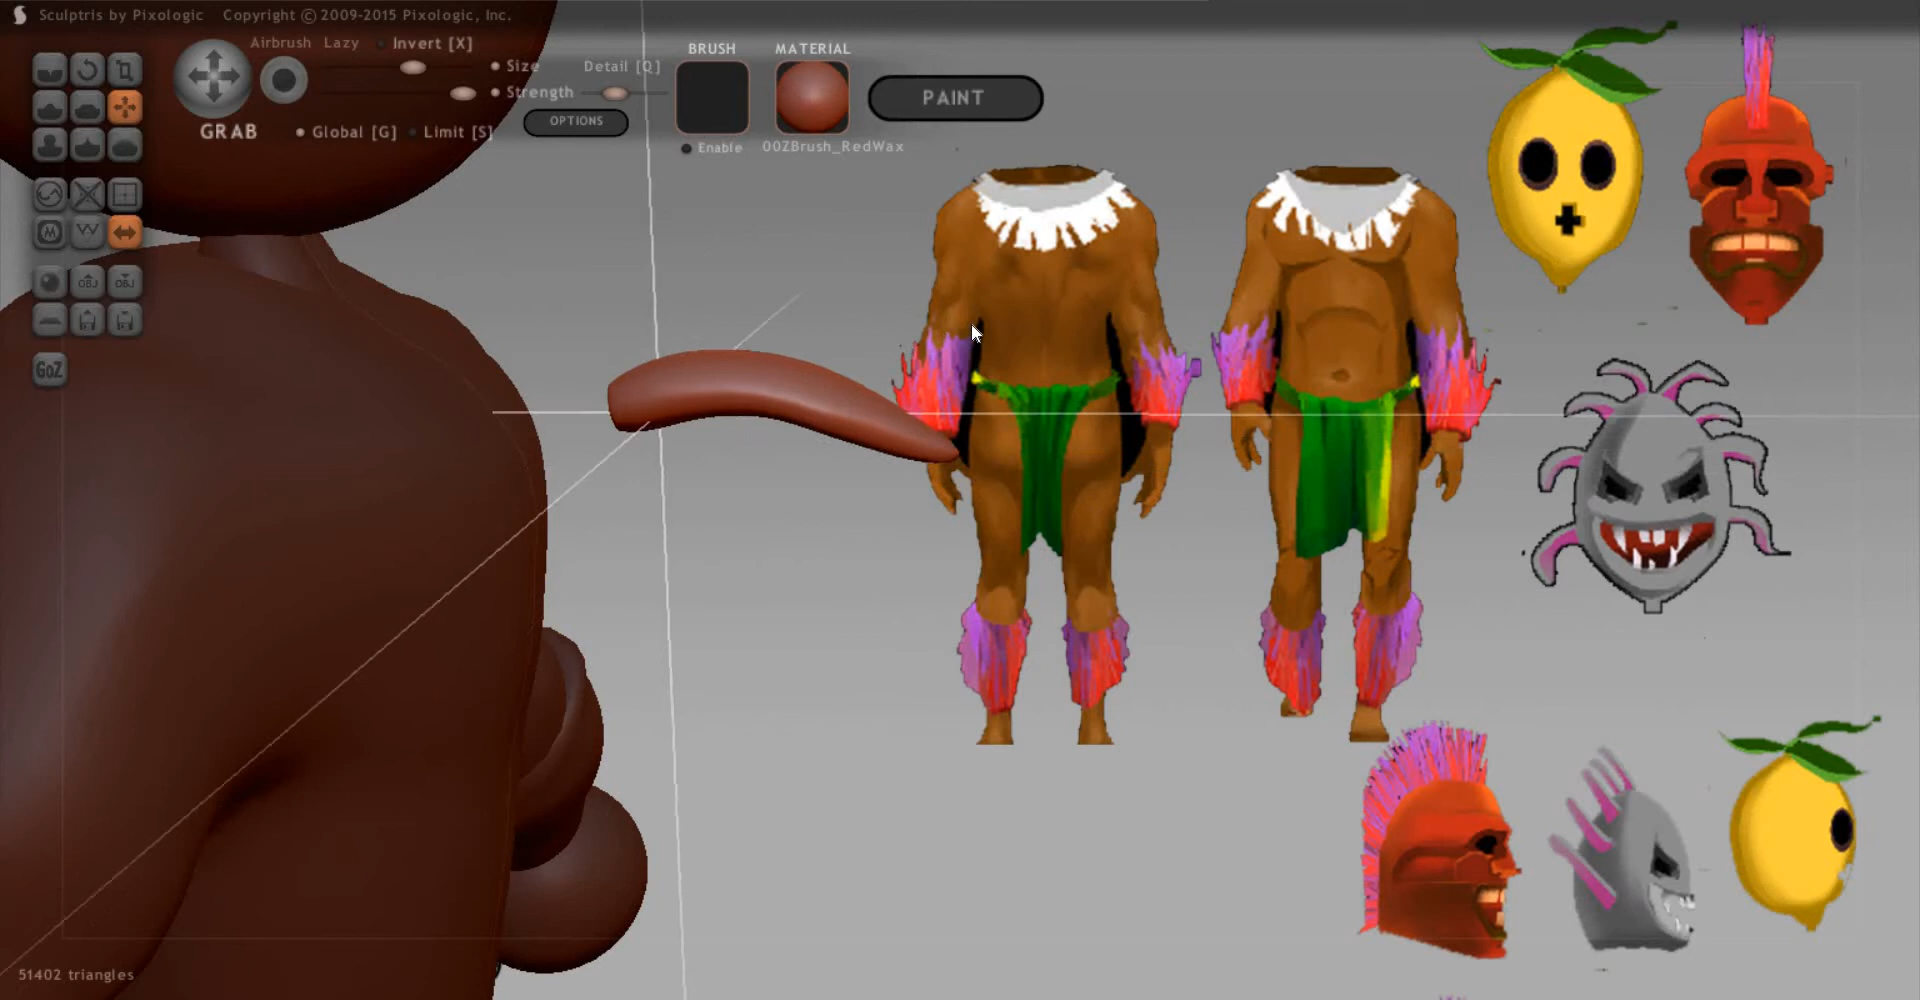 Sculptris by Pixologic Copyright © 2009-2015 Pixologic, Inc.
Airbrush Lazy Invert [X]
Size Detail [Q]
Strength
OPTIONS
GRAB Global [G] Limit [S]
BRUSH MATERIAL
PAINT
Enable 00ZBrush_RedWax
M W
OBJ OBJ
GoZ
51402 triangles